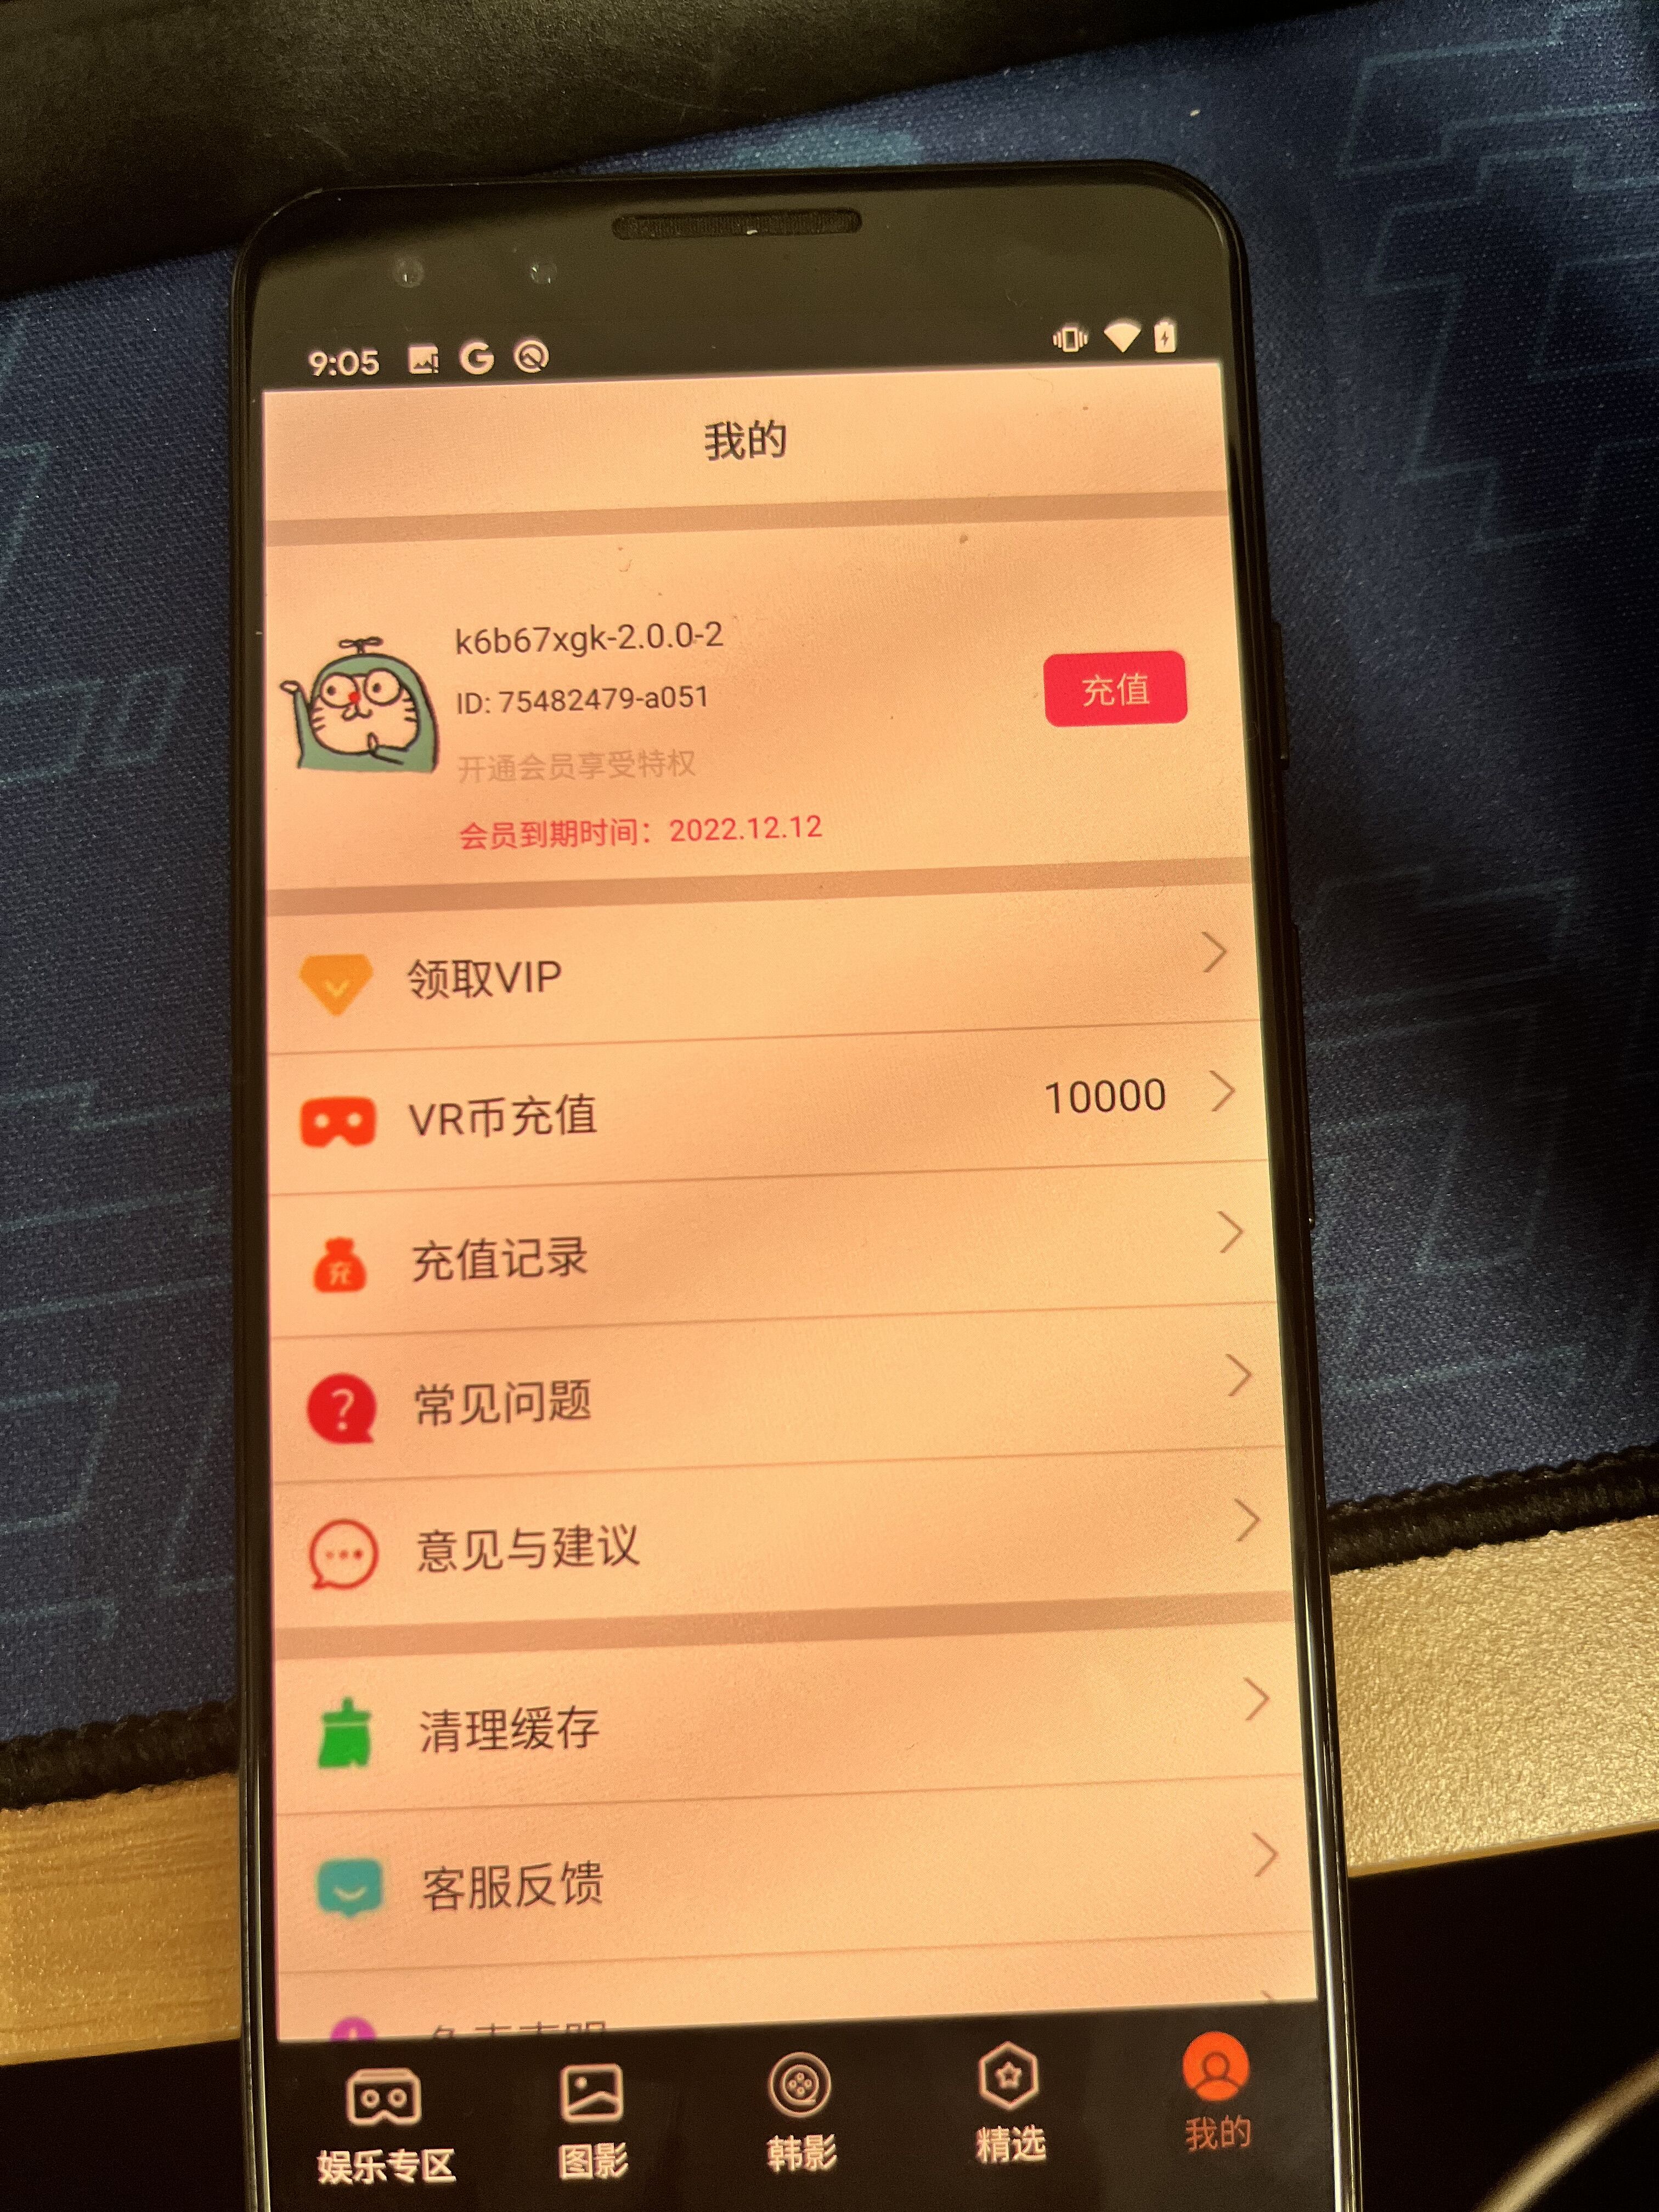 9:05
我的
k6b67xgk-2.0.0-2
ID: 75482479-a051
充值
开通会员享受特权
会员到期时间：2022.12.12
领取VIP
VR币充值 10000
充
充值记录
?
常见问题
意见与建议
清理缓存
客服反馈
娱乐专区 图影 韩影 精选 我的